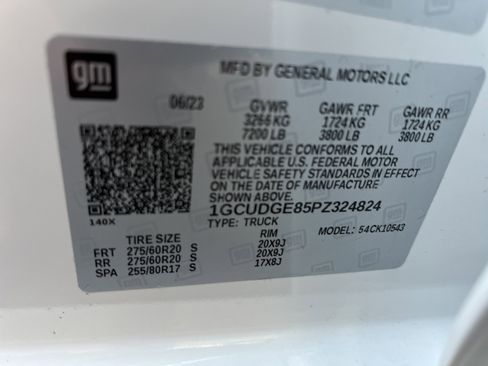 gm
MFD BY GENERAL MOTORS LLC
06/23 GVWR GAWR FRT GAWR RR
3266 KG 1724 KG 1724 KG
7200 LB 3800 LB 3800 LB
THIS VEHICLE CONFORMS TO ALL
APPLICABLE U.S. FEDERAL MOTOR
VEHICLE SAFETY STANDARDS IN EFFECT
ON THE DATE OF MANUFACTURE
SHOWN ABOVE.
1GCUDGE85PZ324824
140X TYPE: TRUCK MODEL: 54CK10543
TIRE SIZE RIM
FRT 275/60R20 S 20X9J
RR 275/60R20 S 20X9J
SPA 255/80R17 S 17X8J